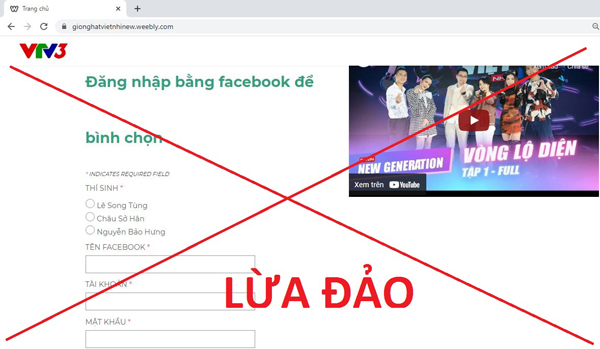 Trang chủ
gionghatvietnhinew.weebly.com
VTV3
Đăng nhập bằng facebook để
bình chọn
* INDICATES REQUIRED FIELD
THÍ SINH *
Lê Song Tùng
Châu Sở Hân
Nguyễn Bảo Hưng
TÊN FACEBOOK *
TÀI KHOẢN *
MẬT KHẨU *
VIỆT
NEW GENERATION
VÒNG LỘ DIỆN
TẬP 1 - FULL
Xem trên YouTube
LỪA ĐẢO